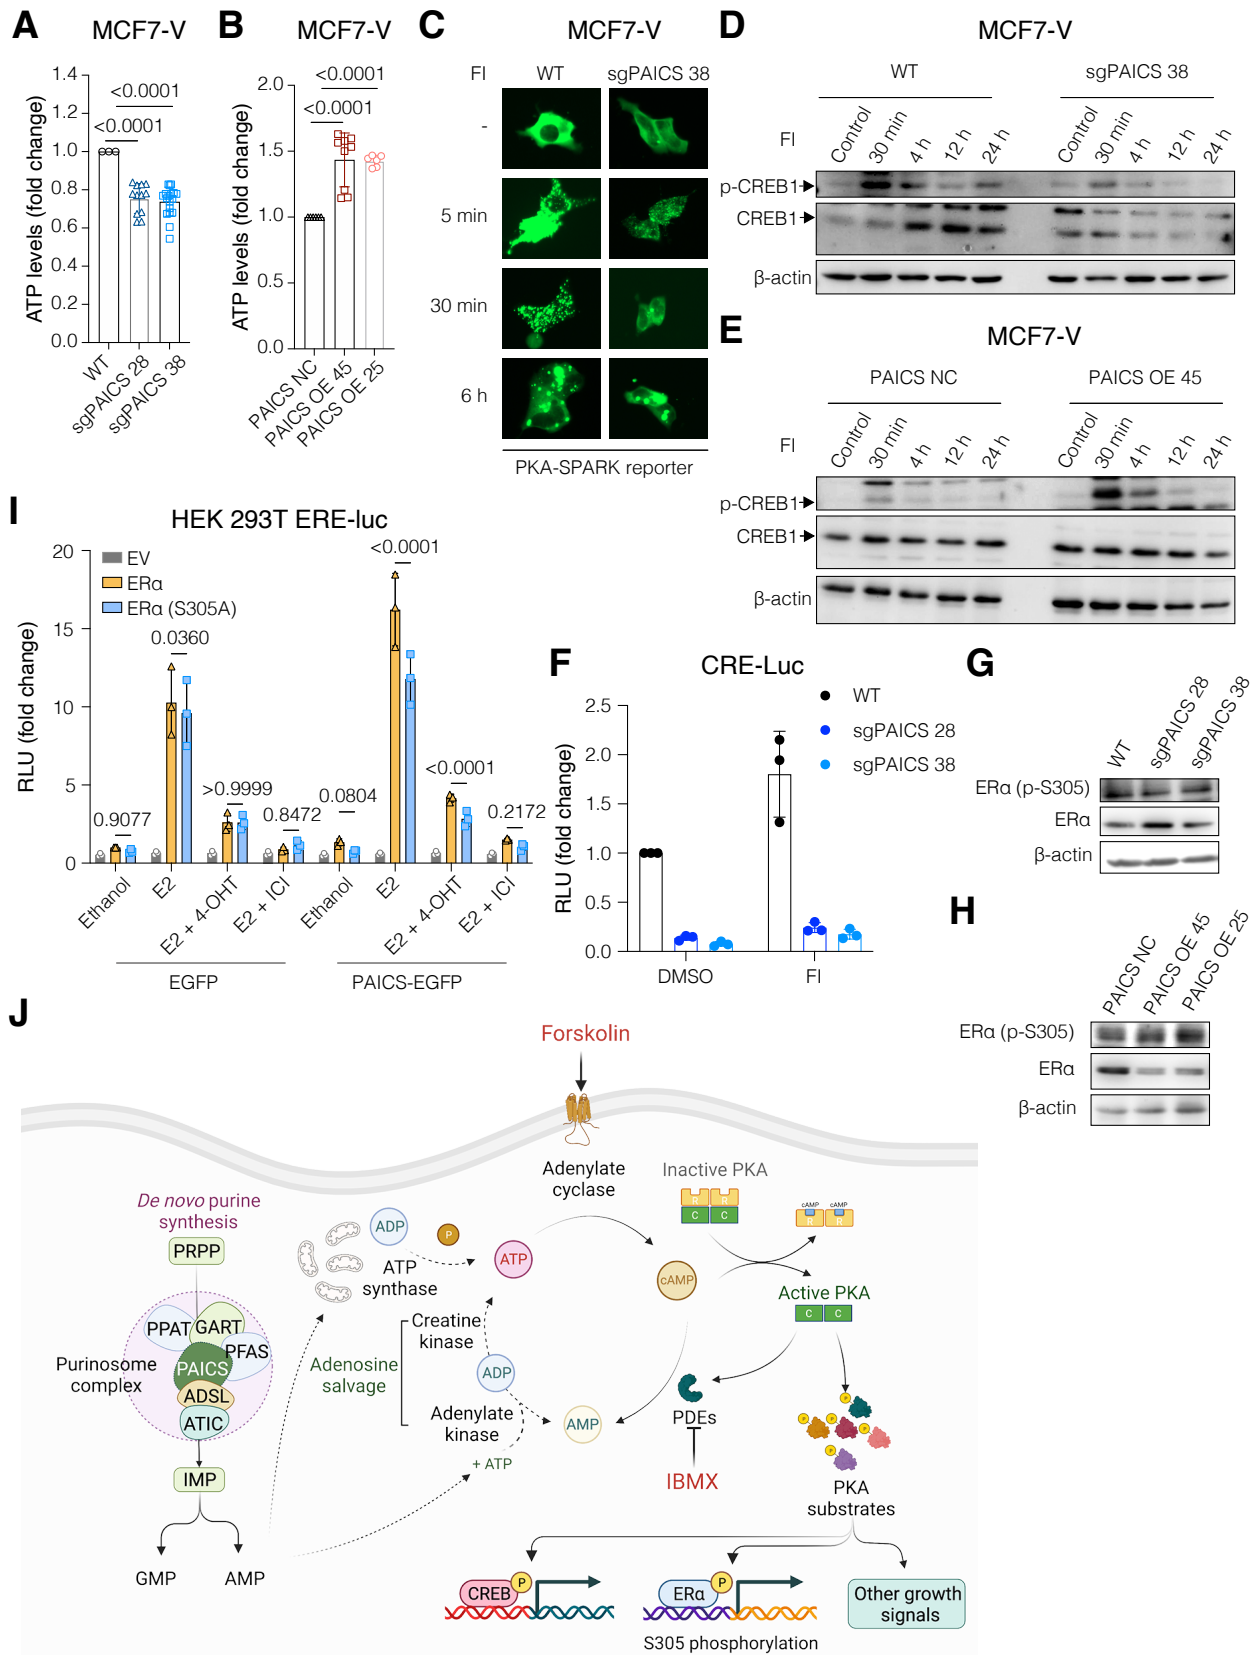 A
MCF7-V
ATP levels (fold change)
1.4
1.2
1.0
0.8
0.6
0.4
0.2
0.0
<0.0001
<0.0001
WT
sgPAICS 28
sgPAICS 38
B
MCF7-V
ATP levels (fold change)
2.0
1.5
1.0
0.5
0.0
<0.0001
<0.0001
PAICS NC
PAICS OE 45
PAICS OE 25
C
MCF7-V
FI
WT
sgPAICS 38
-
5 min
30 min
6 h
PKA-SPARK reporter
D
MCF7-V
WT
sgPAICS 38
FI
Control
30 min
4 h
12 h
24 h
Control
30 min
4 h
12 h
24 h
p-CREB1
CREB1
β-actin
E
MCF7-V
PAICS NC
PAICS OE 45
FI
Control
30 min
4 h
12 h
24 h
Control
30 min
4 h
12 h
24 h
p-CREB1
CREB1
β-actin
I
HEK 293T ERE-luc
RLU (fold change)
20
15
10
5
0
EV
ERα
ERα (S305A)
0.9077
0.0360
>0.9999
0.8472
0.0804
<0.0001
<0.0001
0.2172
Ethanol
E2
E2 + 4-OHT
E2 + ICI
Ethanol
E2
E2 + 4-OHT
E2 + ICI
EGFP
PAICS-EGFP
F
CRE-Luc
RLU (fold change)
2.5
2.0
1.5
1.0
0.5
0.0
WT
sgPAICS 28
sgPAICS 38
DMSO
FI
G
WT
sgPAICS 28
sgPAICS 38
ERα (p-S305)
ERα
β-actin
H
PAICS NC
PAICS OE 45
PAICS OE 25
ERα (p-S305)
ERα
β-actin
J
Forskolin
Adenylate
cyclase
Inactive PKA
R R
C C
cAMP cAMP
R R
De novo purine
synthesis
PRPP
PPAT
GART
PFAS
PAICS
ADSL
ATIC
Purinosome
complex
IMP
GMP
AMP
ADP
P
ATP
ATP
synthase
Creatine
kinase
Adenosine
salvage
ADP
Adenylate
kinase
+ ATP
AMP
cAMP
Active PKA
C C
PDEs
IBMX
P
P
P
P
P
PKA
substrates
CREB
P
ERα
P
S305 phosphorylation
Other growth
signals